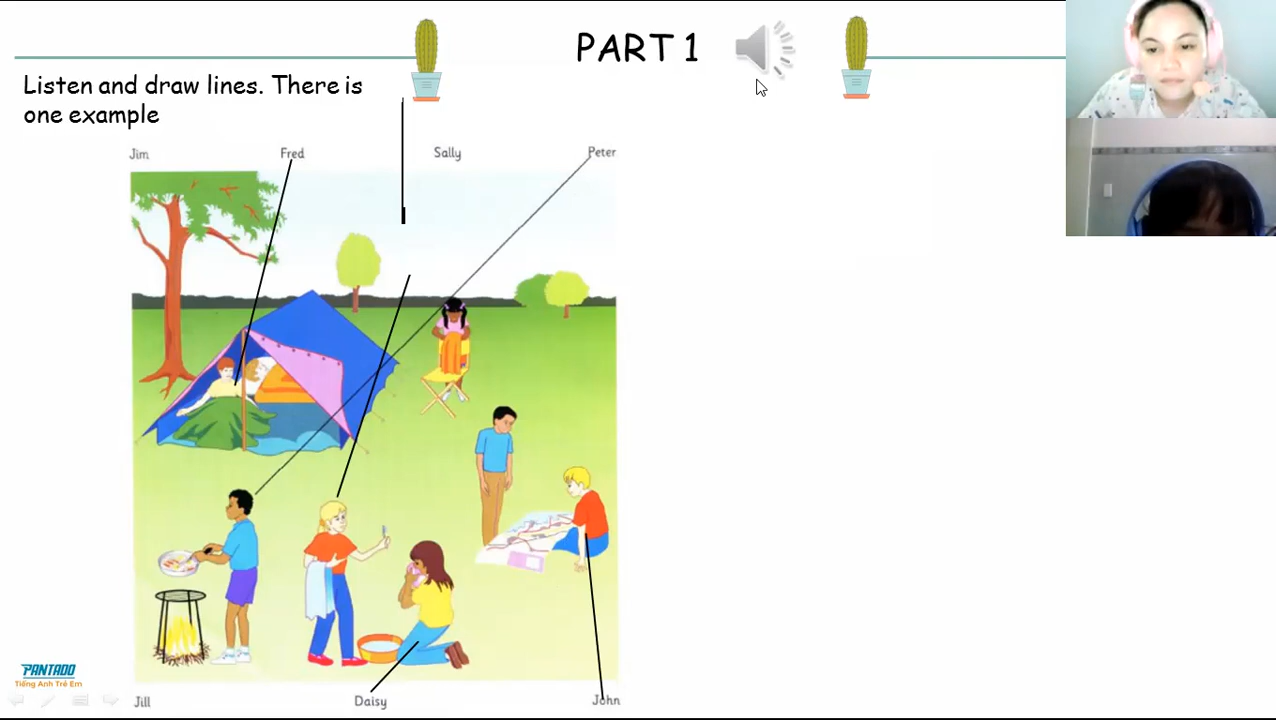 PART 1
Listen and draw lines. There is
one example
Jim Fred Sally Peter
PANTADO
Tiếng Anh Trẻ Em
Jill Daisy John